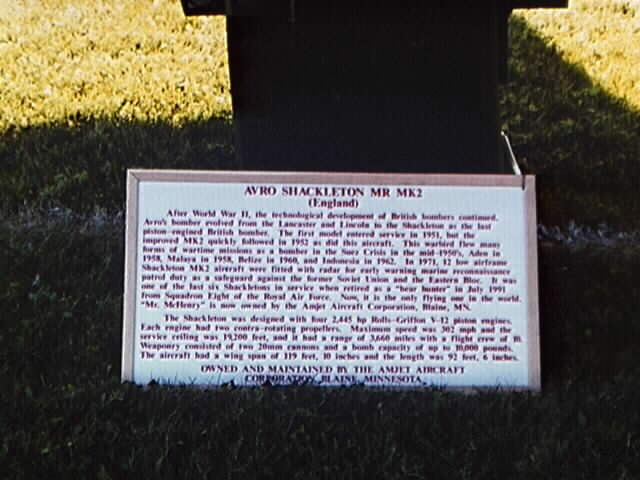 AVRO SHACKLETON MR MK2
(England)
After World War II, the technological development of British bombers continued.
Avro's bomber evolved from the Lancaster and Lincoln to the Shackleton as the last
piston-engined British bomber. The first model entered service in 1951, but the
improved MK2 quickly followed in 1952 as did this aircraft. This warbird flew many
forms of wartime missions as a bomber in the Suez Crisis in the mid-1950's, Aden in
1958, Malaya in 1958, Belize in 1960, and Indonesia in 1962. In 1971, 12 low airframe
Shackleton MK2 aircraft were fitted with radar for early warning marine reconnaissance
patrol duty as a safeguard against the former Soviet Union and the Eastern Bloc. It was
one of the last six Shackletons in service when retired as a "bear hunter" in July 1991
from Squadron Eight of the Royal Air Force. Now, it is the only flying one in the world.
"Mr. McHenry" is now owned by the Amjet Aircraft Corporation, Blaine, MN.
The Shackleton was designed with four 2,445 hp Rolls-Griffon V-12 piston engines.
Each engine had two contra-rotating propellers. Maximum speed was 302 mph and the
service ceiling was 19,200 feet, and it had a range of 3,660 miles with a flight crew of 10.
Weaponry consisted of two 20mm cannons and a bomb capacity of up to 10,000 pounds.
The aircraft had a wing span of 119 feet, 10 inches and the length was 92 feet, 6 inches.
OWNED AND MAINTAINED BY THE AMJET AIRCRAFT
CORPORATION, BLAINE, MINNESOTA